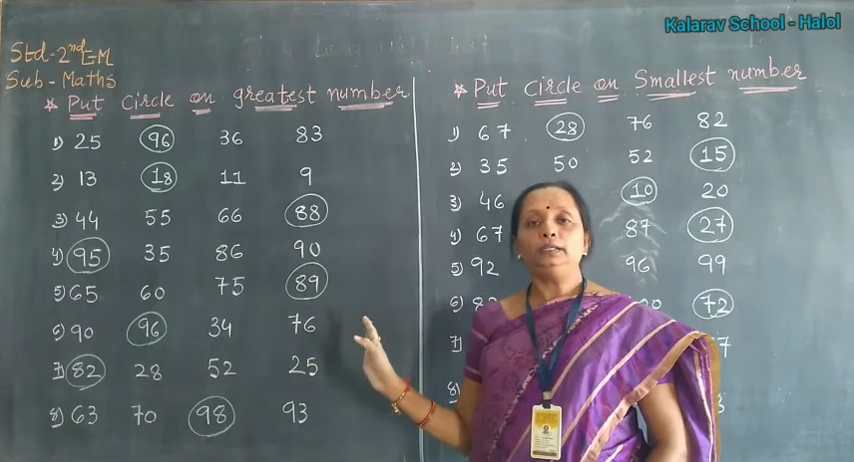 Kalarav School - Halol
Std - 2nd EM
Sub - Maths
* Put circle on greatest number
1) 25 96 36 83
2) 13 18 11 9
3) 44 55 66 88
4) 95 35 86 90
5) 65 60 75 89
6) 90 96 34 76
7) 82 28 52 25
8) 63 70 98 93
* Put circle on Smallest number
1) 67 28 76 82
2) 35 50 52 15
3) 46 10 20
4) 67 87 27
5) 92 96 99
6) 72
7)
8)